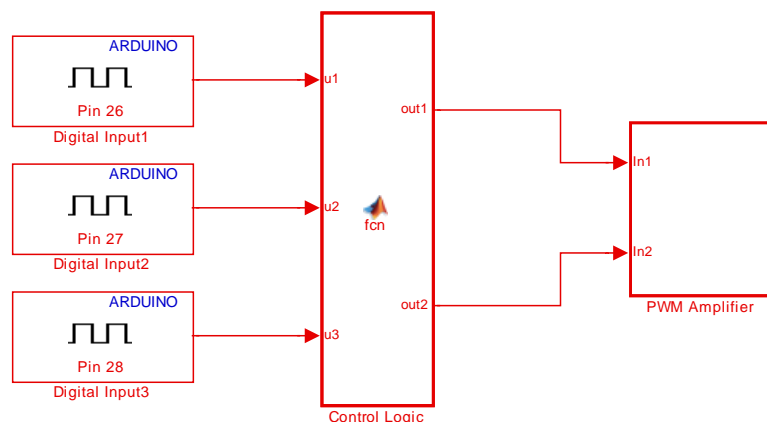 ARDUINO
Pin 26
Digital Input1
ARDUINO
Pin 27
Digital Input2
ARDUINO
Pin 28
Digital Input3
u1
u2
u3
fcn
out1
out2
Control Logic
In1
In2
PWM Amplifier